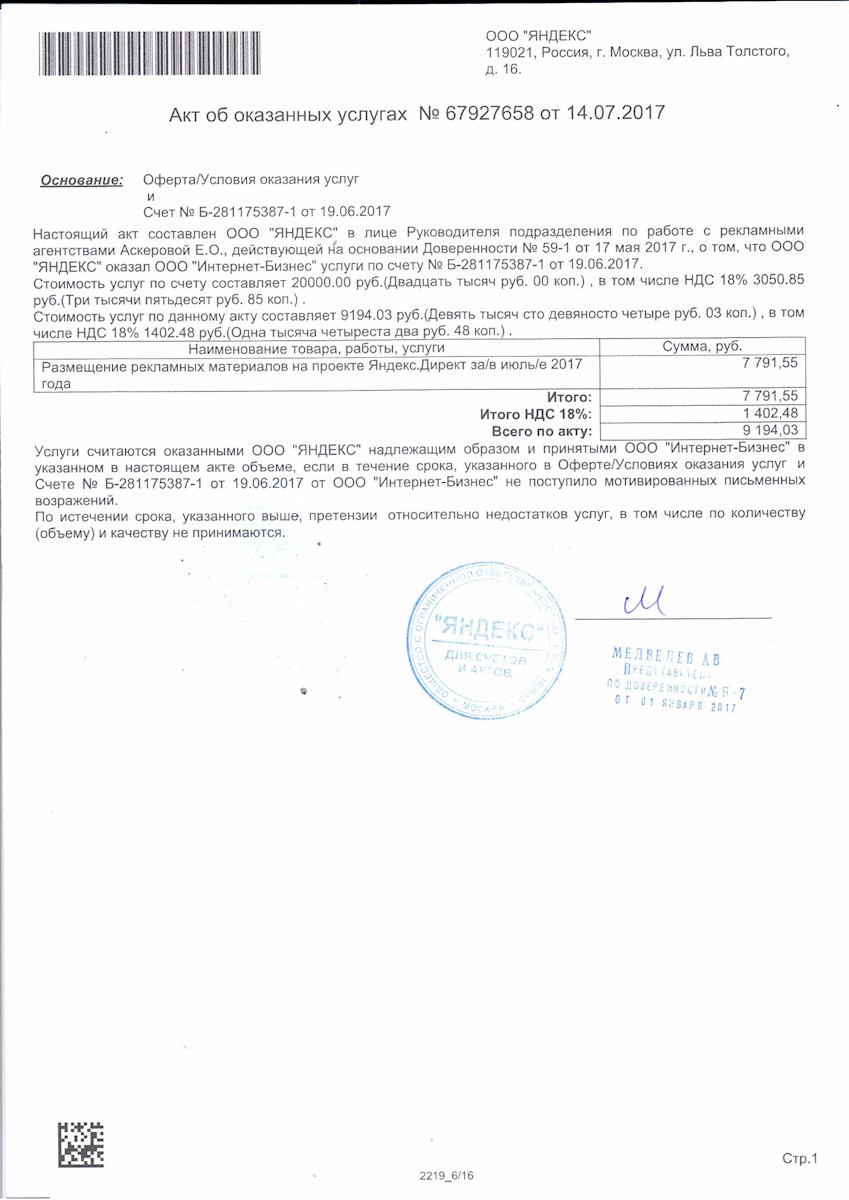 ООО "ЯНДЕКС"
119021, Россия, г. Москва, ул. Льва Толстого,
д. 16.
Акт об оказанных услугах № 67927658 от 14.07.2017
Основание: Оферта/Условия оказания услуг
и
Счет № Б-281175387-1 от 19.06.2017
Настоящий акт составлен ООО "ЯНДЕКС" в лице Руководителя подразделения по работе с рекламными
агентствами Аскеровой Е.О., действующей на основании Доверенности № 59-1 от 17 мая 2017 г., о том, что ООО
"ЯНДЕКС" оказал ООО "Интернет-Бизнес" услуги по счету № Б-281175387-1 от 19.06.2017.
Стоимость услуг по счету составляет 20000.00 руб.(Двадцать тысяч руб. 00 коп.) , в том числе НДС 18% 3050.85
руб.(Три тысячи пятьдесят руб. 85 коп.) .
Стоимость услуг по данному акту составляет 9194.03 руб.(Девять тысяч сто девяносто четыре руб. 03 коп.) , в том
числе НДС 18% 1402.48 руб.(Одна тысяча четыреста два руб. 48 коп.) .
Наименование товара, работы, услуги Сумма, руб.
Размещение рекламных материалов на проекте Яндекс.Директ за/в июль/е 2017 7 791,55
года
Итого: 7 791,55
Итого НДС 18%: 1 402,48
Всего по акту: 9 194,03
Услуги считаются оказанными ООО "ЯНДЕКС" надлежащим образом и принятыми ООО "Интернет-Бизнес" в
указанном в настоящем акте объеме, если в течение срока, указанного в Оферте/Условиях оказания услуг и
Счете № Б-281175387-1 от 19.06.2017 от ООО "Интернет-Бизнес" не поступило мотивированных письменных
возражений.
По истечении срока, указанного выше, претензии относительно недостатков услуг, в том числе по количеству
(объему) и качеству не принимаются.
ОБЩЕСТВО С ОГРАНИЧЕННОЙ ОТВЕТСТВЕННОСТЬЮ
"ЯНДЕКС"
ДЛЯ СЧЕТОВ
И АКТОВ
МОСКВА
МЕДВЕДЕВ АВ
ПРЕДСТАВИТЕЛЬ
ПО ДОВЕРЕННОСТИ № Я-7
ОТ 01 ЯНВАРЯ 2017
2219_6/16
Стр.1